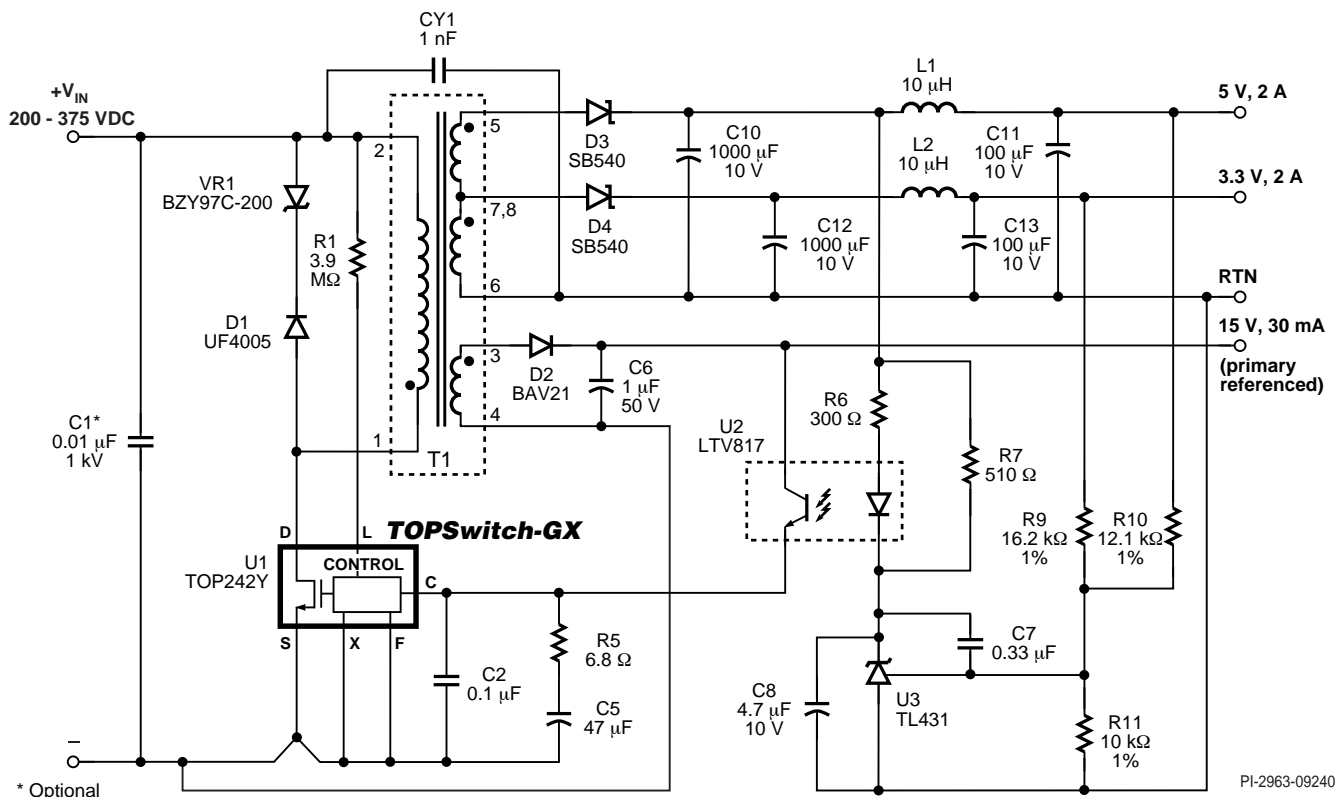 CY1
1 nF
+VIN
200 - 375 VDC
L1
10 µH
5 V, 2 A
5
D3
SB540
C10
1000 µF
10 V
L2
10 µH
C11
100 µF
10 V
2
VR1
BZY97C-200
3.3 V, 2 A
7,8
D4
SB540
C12
1000 µF
10 V
C13
100 µF
10 V
R1
3.9
MΩ
6
RTN
D1
UF4005
3
15 V, 30 mA
(primary
referenced)
D2
BAV21
C6
1 µF
50 V
R6
300 Ω
4
U2
LTV817
C1*
0.01 µF
1 kV
1
T1
R7
510 Ω
R9
16.2 kΩ
1%
R10
12.1 kΩ
1%
D
L
TOPSwitch-GX
U1
TOP242Y
CONTROL
C
S
X
F
R5
6.8 Ω
C7
0.33 µF
C2
0.1 µF
C5
47 µF
C8
4.7 µF
10 V
U3
TL431
R11
10 kΩ
1%
–
* Optional
PI-2963-09240